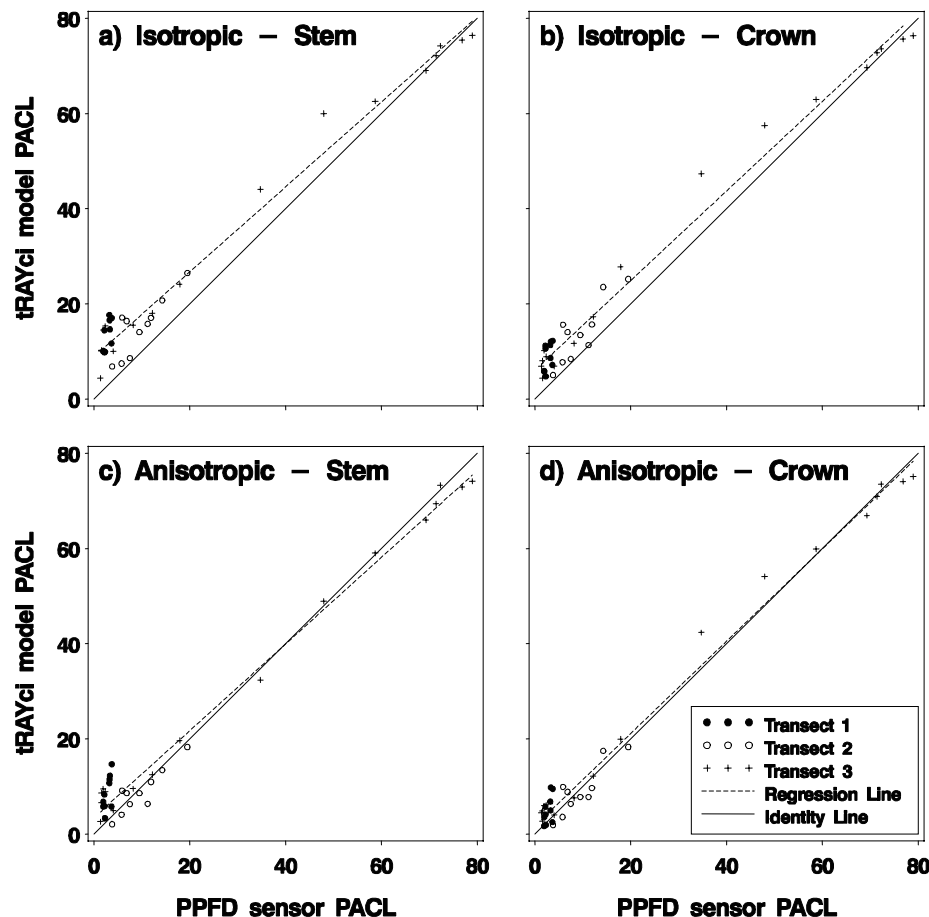 a) Isotropic – Stem
b) Isotropic – Crown
80
60
40
20
0
tRAYci model PACL
c) Anisotropic – Stem
d) Anisotropic – Crown
80
60
40
20
0
tRAYci model PACL
Transect 1
Transect 2
Transect 3
Regression Line
Identity Line
0 20 40 60 80
0 20 40 60 80
PPFD sensor PACL
PPFD sensor PACL